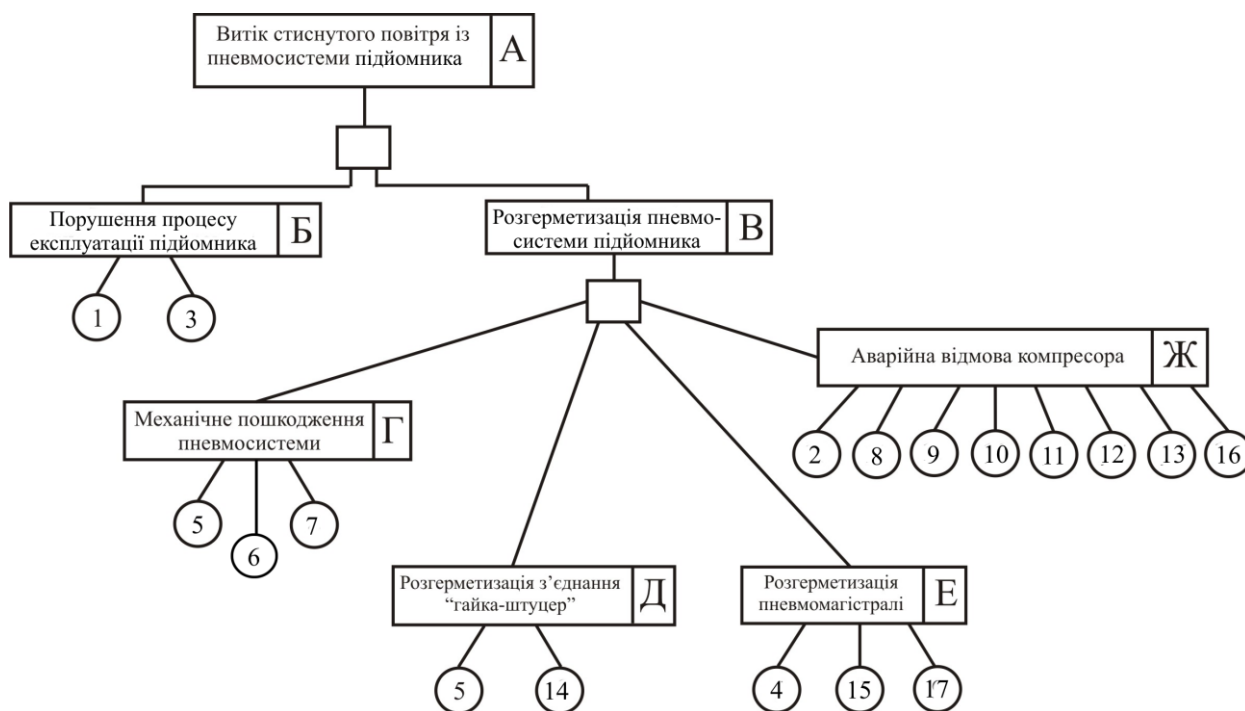 Витік стиснутого повітря із
пневмосистеми підйомника
А
Порушення процесу
експлуатації підйомника
Б
Розгерметизація пневмо-
системи підйомника
В
1
3
Аварійна відмова компресора
Ж
Механічне пошкодження
пневмосистеми
Г
2
8
9
10
11
12
13
16
5
6
7
Розгерметизація з’єднання
“гайка-штуцер”
Д
Розгерметизація
пневмомагістралі
Е
5
14
4
15
17